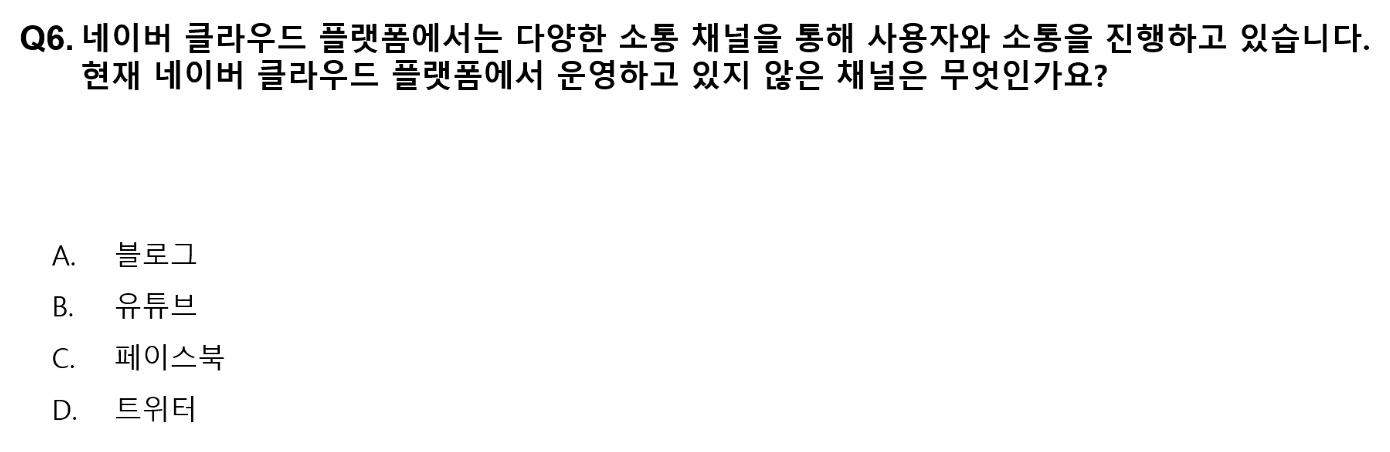 Q6. 네이버 클라우드 플랫폼에서는 다양한 소통 채널을 통해 사용자와 소통을 진행하고 있습니다.
현재 네이버 클라우드 플랫폼에서 운영하고 있지 않은 채널은 무엇인가요?
A. 블로그
B. 유튜브
C. 페이스북
D. 트위터